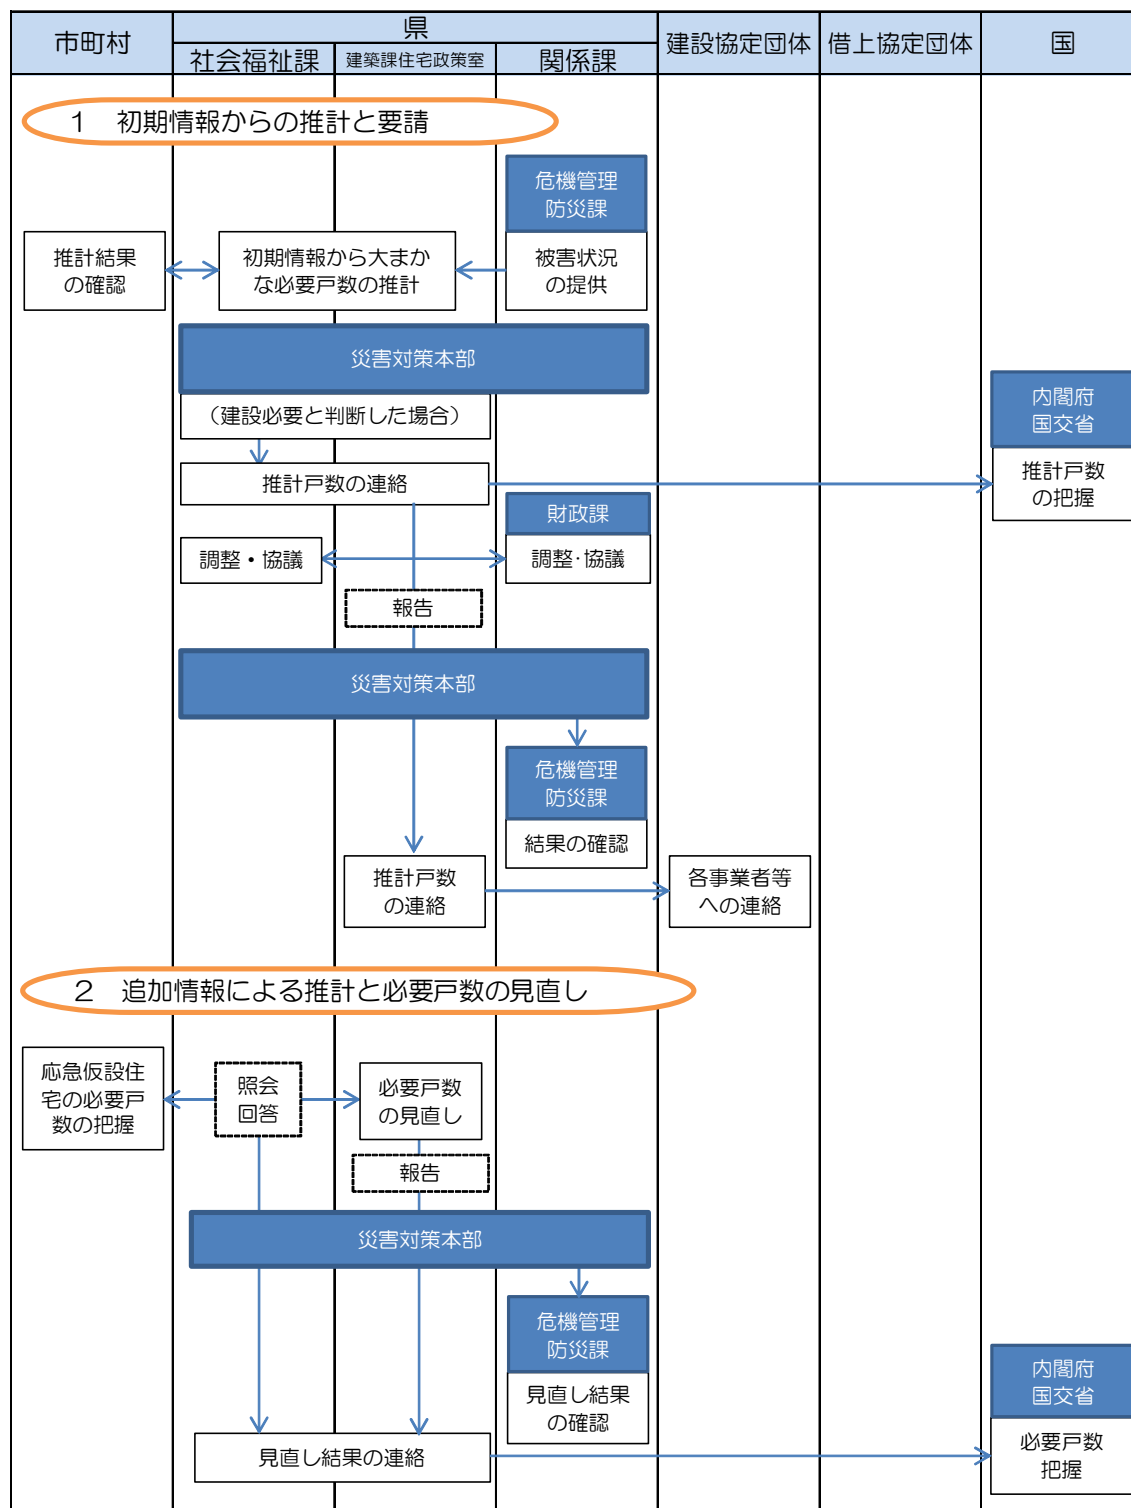 市町村
県
社会福祉課
建築課住宅政策室
関係課
建設協定団体
借上協定団体
国
1 初期情報からの推計と要請
危機管理
防災課
推計結果
の確認
初期情報から大まか
な必要戸数の推計
被害状況
の提供
災害対策本部
（建設必要と判断した場合）
内閣府
国交省
推計戸数の連絡
推計戸数
の把握
財政課
調整・協議
調整・協議
報告
災害対策本部
危機管理
防災課
結果の確認
推計戸数
の連絡
各事業者等
への連絡
2 追加情報による推計と必要戸数の見直し
応急仮設住
宅の必要戸
数の把握
照会
回答
必要戸数
の見直し
報告
災害対策本部
危機管理
防災課
見直し結果
の確認
内閣府
国交省
見直し結果の連絡
必要戸数
把握